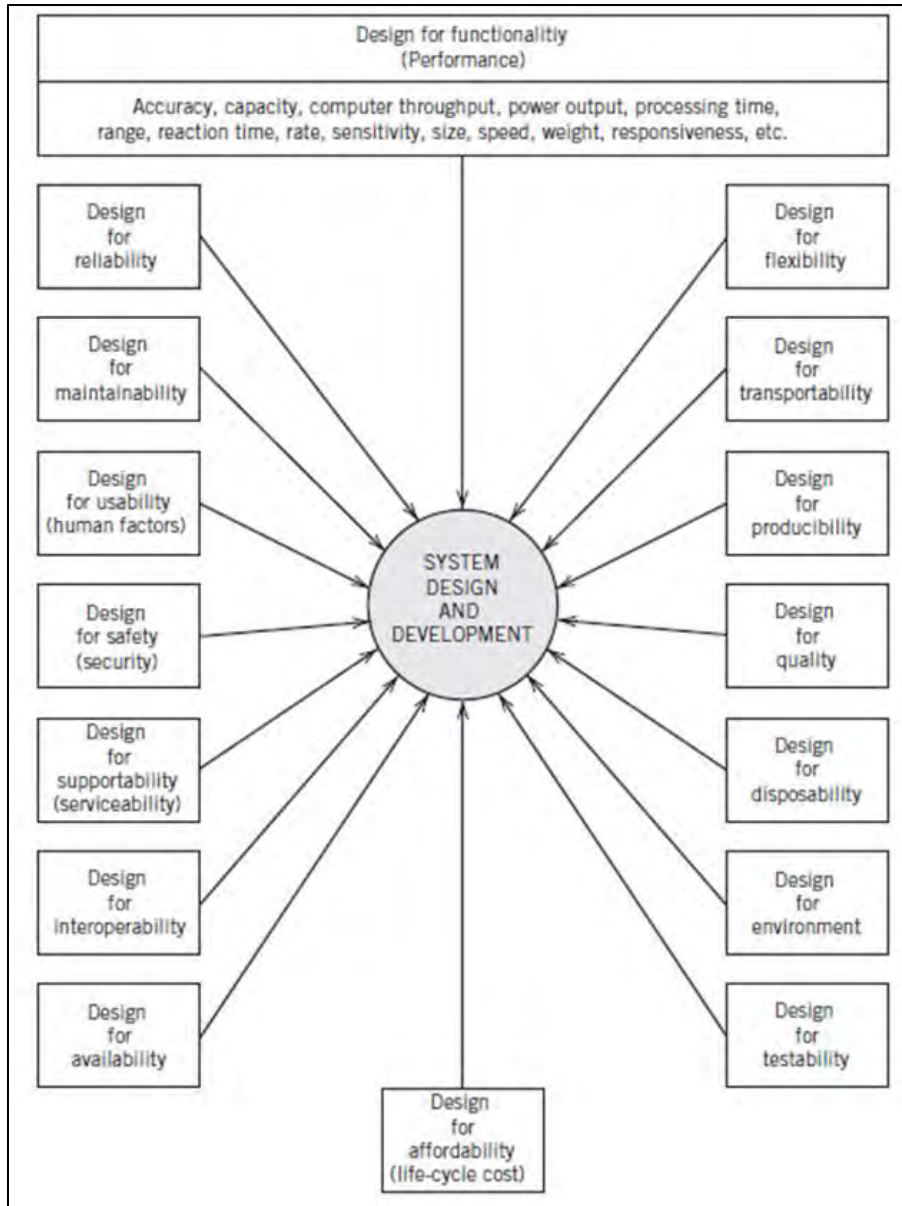 Design for functionalitiy
(Performance)
Accuracy, capacity, computer throughput, power output, processing time,
range, reaction time, rate, sensitivity, size, speed, weight, responsiveness, etc.
Design
for
reliability
Design
for
maintainability
Design
for usability
(human factors)
Design
for safety
(security)
Design
for
supportability
(serviceability)
Design
for
interoperability
Design
for
availability
SYSTEM
DESIGN
AND
DEVELOPMENT
Design
for
flexibility
Design
for
transportability
Design
for
producibility
Design
for
quality
Design
for
disposability
Design
for
environment
Design
for
testability
Design
for
affordability
(life-cycle cost)